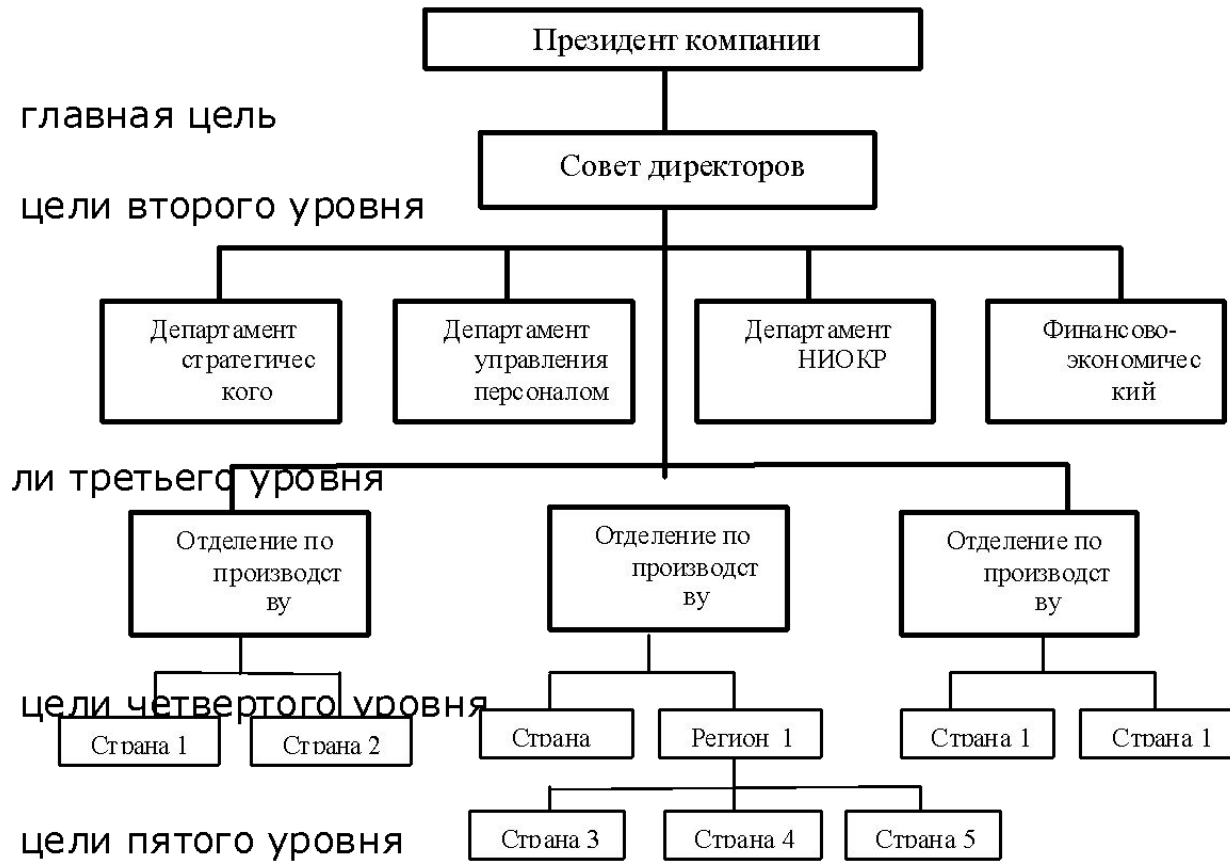 Президент компании
главная цель
Совет директоров
цели второго уровня
Департамент
стратегичес
кого
Департамент
управления
персоналом
Департамент
НИОКР
Финансово-
экономичес
кий
ли третьего уровня
Отделение по
производст
ву
Отделение по
производст
ву
Отделение по
производст
ву
цели четвертого уровня
Страна 1
Страна 2
Страна
Регион 1
Страна 1
Страна 1
цели пятого уровня
Страна 3
Страна 4
Страна 5